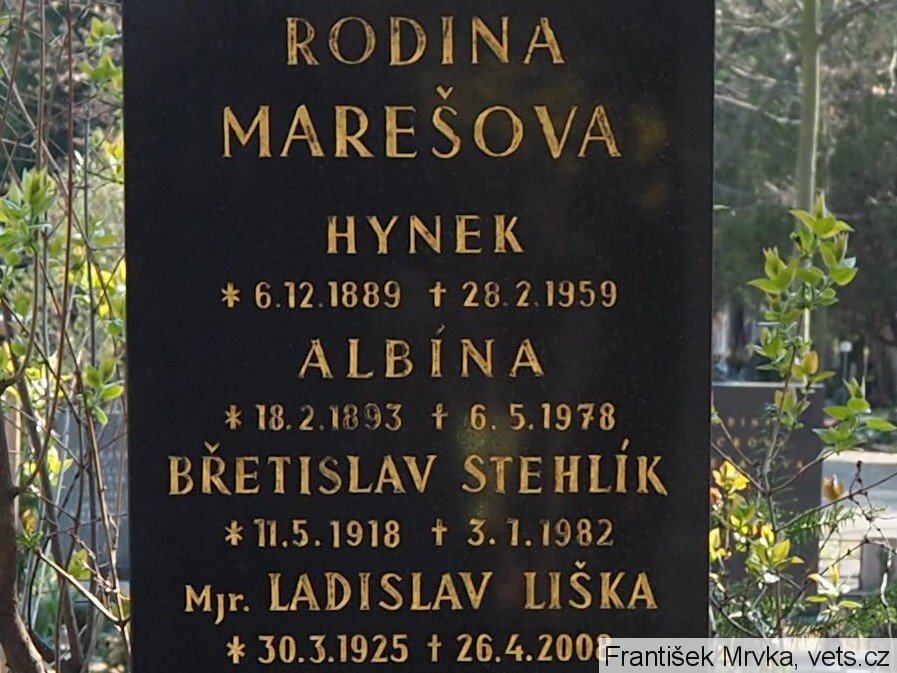 RODINA
MAREŠOVA
HYNEK
* 6.12.1889 † 28.2.1959
ALBÍNA
* 18.2.1893 † 6.5.1978
BŘETISLAV STEHLÍK
* 11.5.1918 † 3.1.1982
Mjr. LADISLAV LIŠKA
* 30.3.1925 † 26.4.2008
František Mrvka, vets.cz